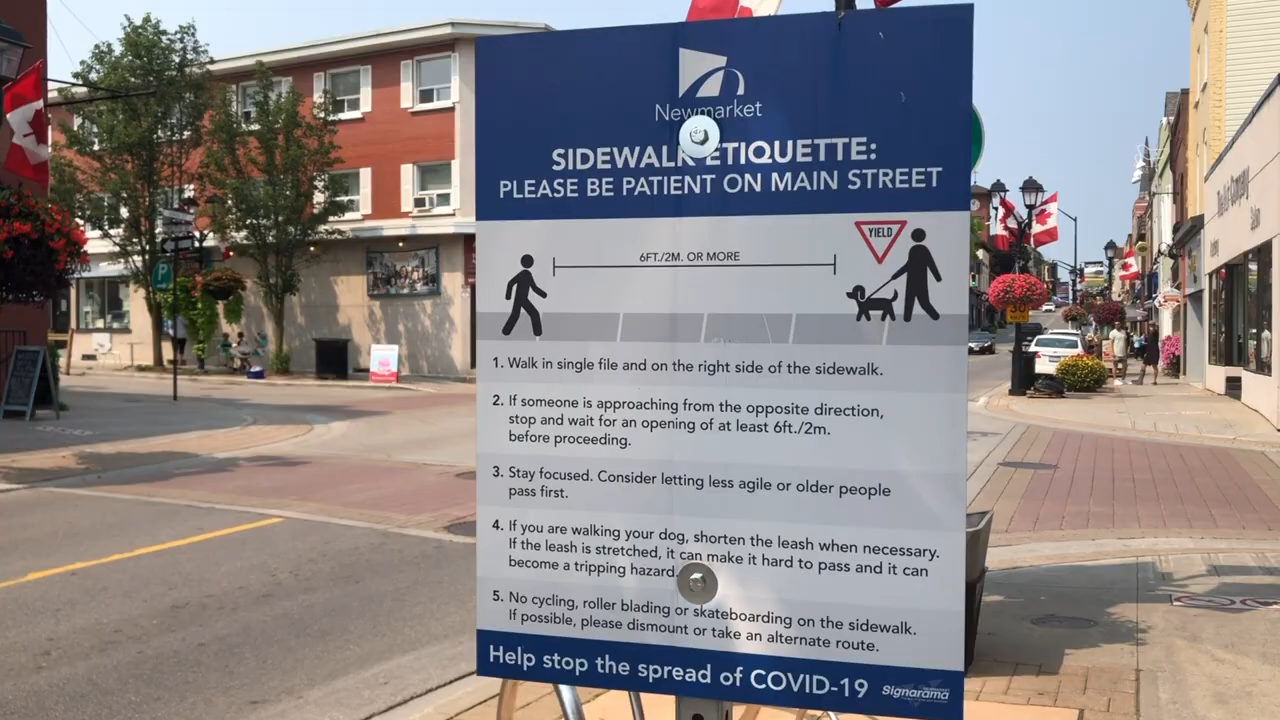 Newmarket
SIDEWALK ETIQUETTE:
PLEASE BE PATIENT ON MAIN STREET
YIELD
6FT./2M. OR MORE
1. Walk in single file and on the right side of the sidewalk.
2. If someone is approaching from the opposite direction,
stop and wait for an opening of at least 6ft./2m.
before proceeding.
3. Stay focused. Consider letting less agile or older people
pass first.
4. If you are walking your dog, shorten the leash when necessary.
If the leash is stretched, it can make it hard to pass and it can
become a tripping hazard.
5. No cycling, roller blading or skateboarding on the sidewalk.
If possible, please dismount or take an alternate route.
Help stop the spread of COVID-19
Signarama
P
30